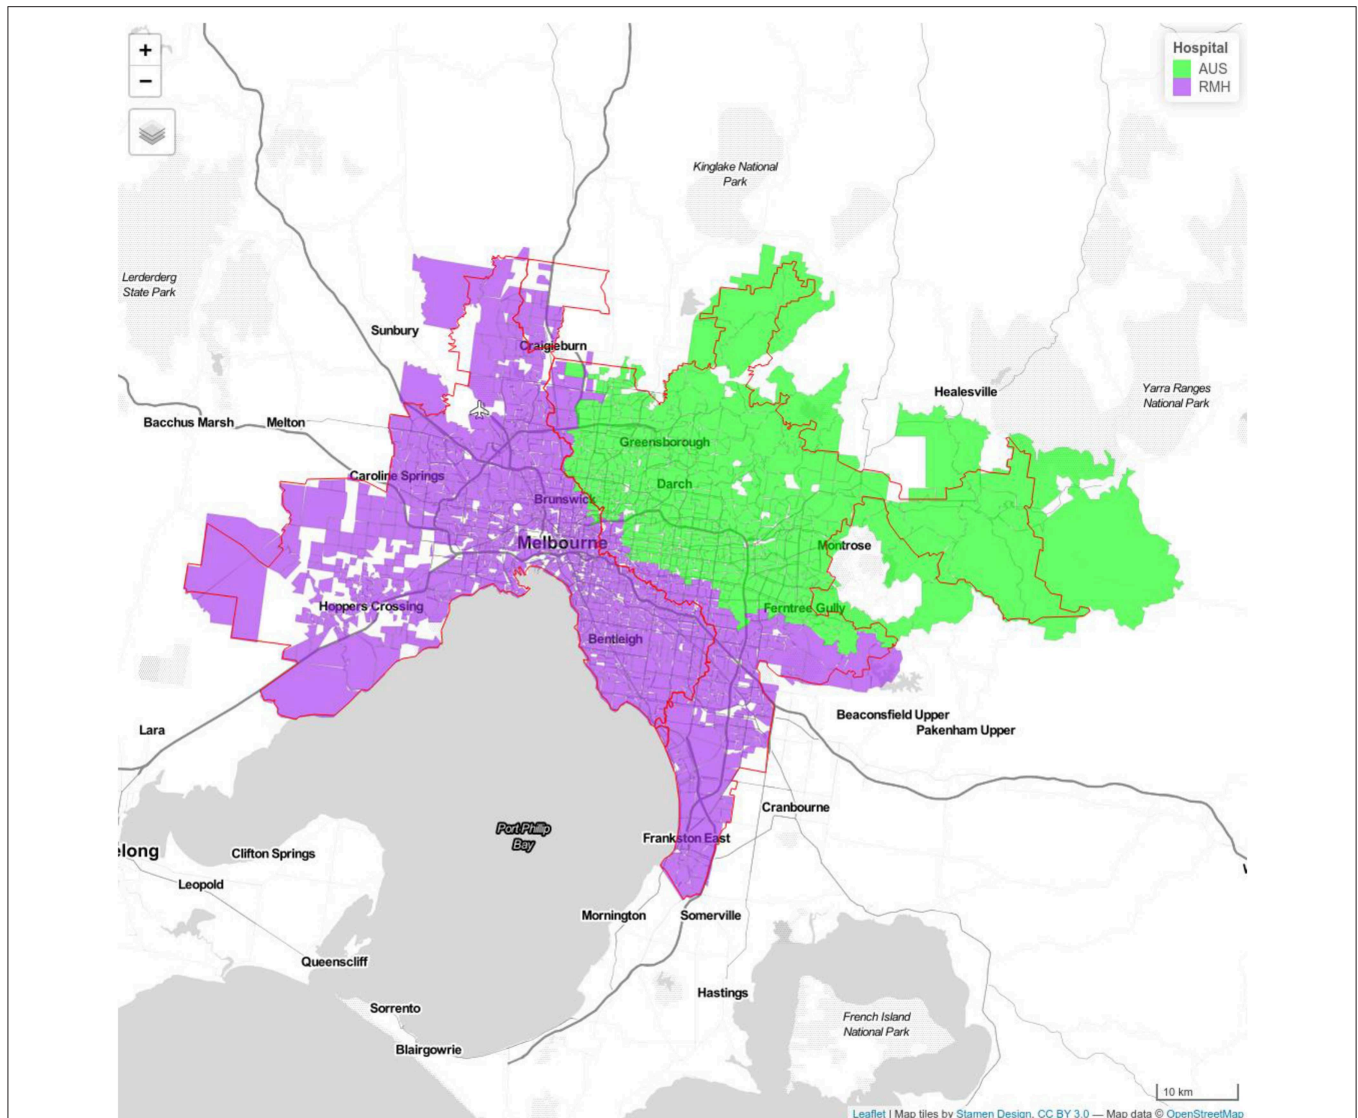 +
−
Hospital
AUS
RMH
Kinglake National
Park
Lerderderg
State Park
Sunbury
Craigieburn
Healesville
Yarra Ranges
National Park
Bacchus Marsh
Melton
Greensborough
Caroline Springs
Darch
Brunswick
Melbourne
Montrose
Hoppers Crossing
Ferntree Gully
Bentleigh
Beaconsfield Upper
Lara
Pakenham Upper
Cranbourne
Port Phillip
Bay
Frankston East
elong
Clifton Springs
Leopold
Mornington
Somerville
Queenscliff
Hastings
Sorrento
French Island
National Park
Blairgowrie
10 km
Leaflet | Map tiles by Stamen Design, CC BY 3.0 — Map data © OpenStreetMap